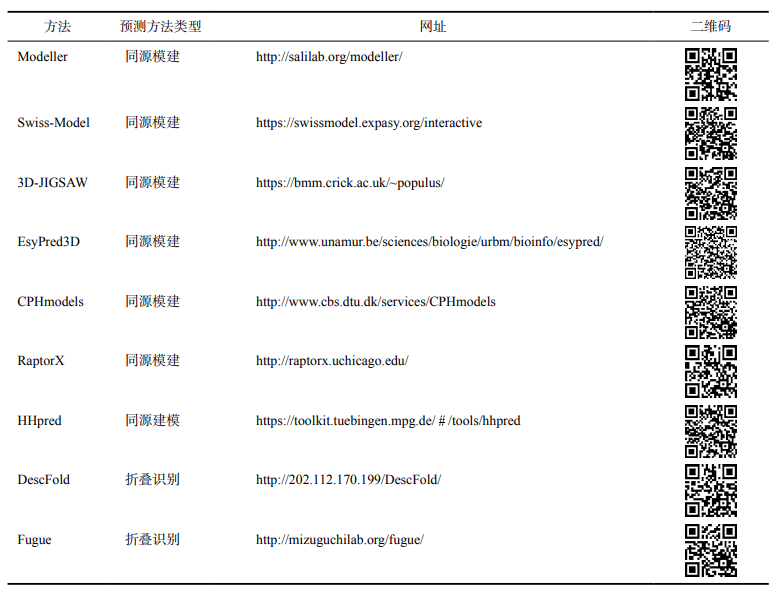 方法 预测方法类型 网址 二维码
Modeller 同源模建 http://salilab.org/modeller/
Swiss-Model 同源模建 https://swissmodel.expasy.org/interactive
3D-JIGSAW 同源模建 https://bmm.crick.ac.uk/~populus/
EsyPred3D 同源模建 http://www.unamur.be/sciences/biologie/urbm/bioinfo/esypred/
CPHmodels 同源模建 http://www.cbs.dtu.dk/services/CPHmodels
RaptorX 同源模建 http://raptorx.uchicago.edu/
HHpred 同源建模 https://toolkit.tuebingen.mpg.de/ # /tools/hhpred
DescFold 折叠识别 http://202.112.170.199/DescFold/
Fugue 折叠识别 http://mizuguchilab.org/fugue/